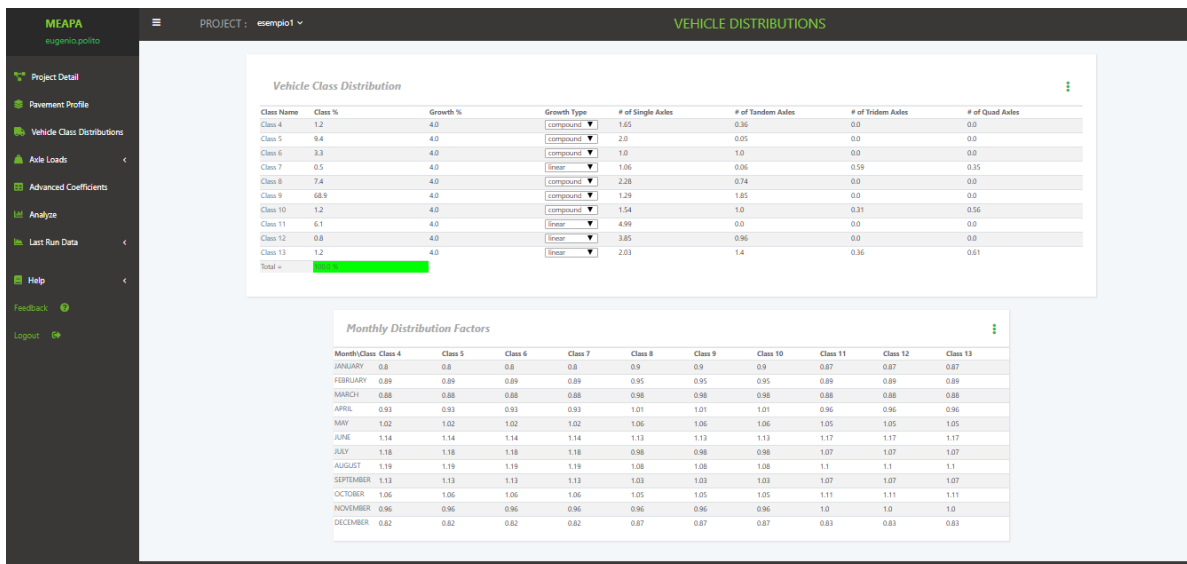 MEAPA
eugenio.polito
PROJECT : esempio1
VEHICLE DISTRIBUTIONS
Project Detail
Pavement Profile
Vehicle Class Distributions
Axle Loads
Advanced Coefficients
Analyze
Last Run Data
Help
Feedback
Logout
Vehicle Class Distribution
Class Name Class % Growth % Growth Type # of Single Axles # of Tandem Axles # of Tridem Axles # of Quad Axles
Class 4 1.2 4.0 compound 1.65 0.36 0.0 0.0
Class 5 9.4 4.0 compound 2.0 0.05 0.0 0.0
Class 6 3.3 4.0 compound 1.0 1.0 0.0 0.0
Class 7 0.5 4.0 linear 1.06 0.06 0.59 0.35
Class 8 7.4 4.0 compound 2.28 0.74 0.0 0.0
Class 9 68.9 4.0 compound 1.29 1.85 0.0 0.0
Class 10 1.2 4.0 compound 1.54 1.0 0.31 0.56
Class 11 6.1 4.0 linear 4.99 0.0 0.0 0.0
Class 12 0.8 4.0 linear 3.85 0.96 0.0 0.0
Class 13 1.2 4.0 linear 2.03 1.4 0.36 0.61
Total = 100.0 %
Monthly Distribution Factors
Month\Class Class 4 Class 5 Class 6 Class 7 Class 8 Class 9 Class 10 Class 11 Class 12 Class 13
JANUARY 0.8 0.8 0.8 0.8 0.9 0.9 0.9 0.87 0.87 0.87
FEBRUARY 0.89 0.89 0.89 0.89 0.95 0.95 0.95 0.89 0.89 0.89
MARCH 0.88 0.88 0.88 0.88 0.98 0.98 0.98 0.88 0.88 0.88
APRIL 0.93 0.93 0.93 0.93 1.01 1.01 1.01 0.96 0.96 0.96
MAY 1.02 1.02 1.02 1.02 1.06 1.06 1.06 1.05 1.05 1.05
JUNE 1.14 1.14 1.14 1.14 1.13 1.13 1.13 1.17 1.17 1.17
JULY 1.18 1.18 1.18 1.18 0.98 0.98 0.98 1.07 1.07 1.07
AUGUST 1.19 1.19 1.19 1.19 1.08 1.08 1.08 1.1 1.1 1.1
SEPTEMBER 1.13 1.13 1.13 1.13 1.03 1.03 1.03 1.07 1.07 1.07
OCTOBER 1.06 1.06 1.06 1.06 1.05 1.05 1.05 1.11 1.11 1.11
NOVEMBER 0.96 0.96 0.96 0.96 0.96 0.96 0.96 1.0 1.0 1.0
DECEMBER 0.82 0.82 0.82 0.82 0.87 0.87 0.87 0.83 0.83 0.83